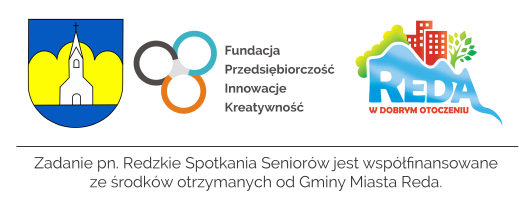 Fundacja
Przedsiębiorczość
Innowacje
Kreatywność
REDA
W DOBRYM OTOCZENIU
Zadanie pn. Redzkie Spotkania Seniorów jest współfinansowane
ze środków otrzymanych od Gminy Miasta Reda.